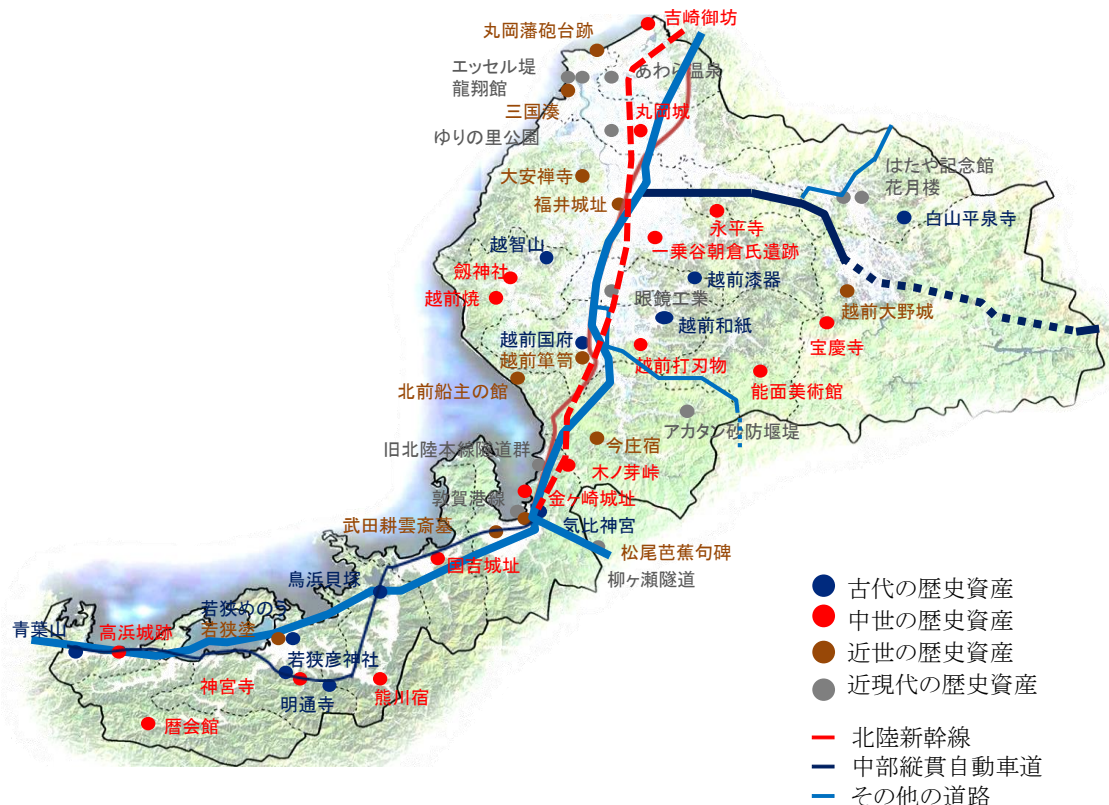 吉崎御坊
丸岡藩砲台跡
エッセル堤
龍翔館
あわら温泉
三国湊
丸岡城
ゆりの里公園
大安禅寺
はたや記念館
花月楼
福井城址
白山平泉寺
永平寺
越智山
一乗谷朝倉氏遺跡
劔神社
越前漆器
越前焼
眼鏡工業
越前大野城
越前和紙
越前国府
宝慶寺
越前箪笥
越前打刃物
能面美術館
北前船主の館
アカタン砂防堰堤
旧北陸本線隧道群
今庄宿
木ノ芽峠
敦賀港線
金ヶ崎城址
武田耕雲斎墓
気比神宮
松尾芭蕉句碑
国吉城址
柳ヶ瀬隧道
鳥浜貝塚
若狭めのう
青葉山
高浜城跡
若狭塗
若狭彦神社
神宮寺
明通寺
熊川宿
暦会館
古代の歴史資産
中世の歴史資産
近世の歴史資産
近現代の歴史資産
北陸新幹線
中部縦貫自動車道
その他の道路